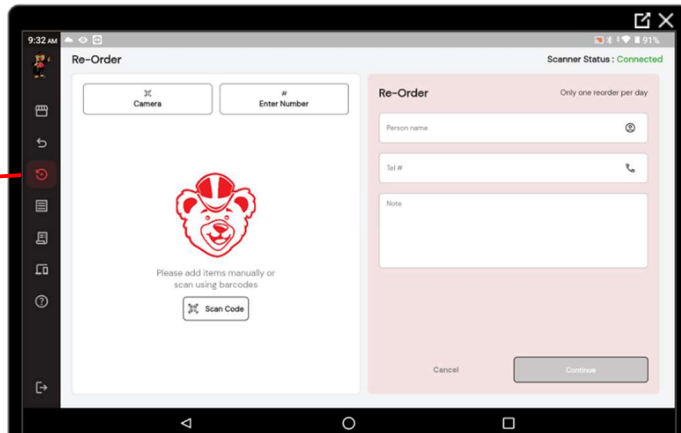 9:32 AM
91%
Re-Order
Scanner Status : Connected
Camera
#
Enter Number
Re-Order
Only one reorder per day
Person name
Tel #
Note
Please add items manually or
scan using barcodes
Scan Code
Cancel
Continue